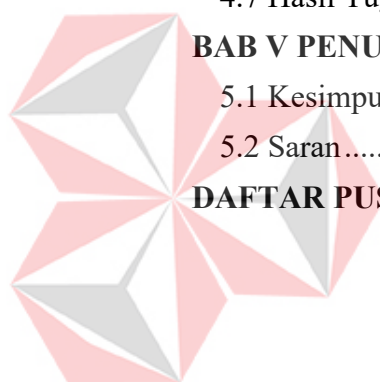 BAB V PENU
5.1 Kesimpu
5.2 Saran.....
DAFTAR PUS